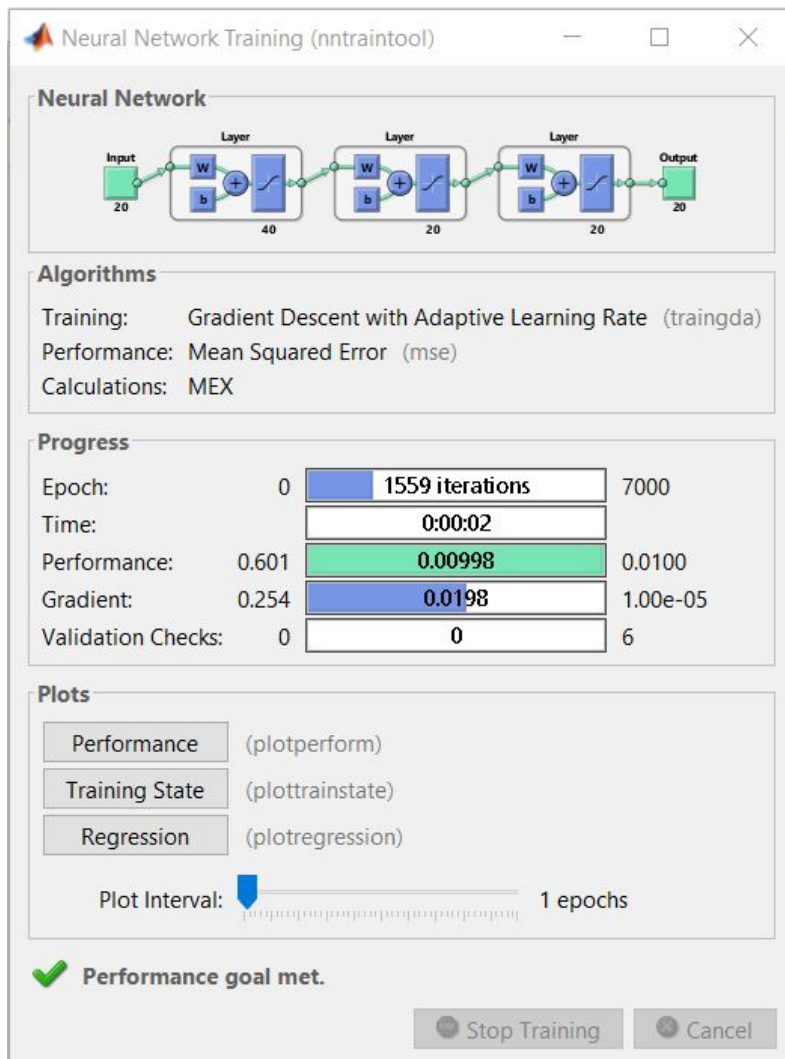 Neural Network Training (nntraintool)
Neural Network
Layer Layer Layer
Input Output
W W W
b b b
+ + +
20 20
40 20 20
Algorithms
Training: Gradient Descent with Adaptive Learning Rate (traingda)
Performance: Mean Squared Error (mse)
Calculations: MEX
Progress
Epoch: 0 1559 iterations 7000
Time: 0:00:02
Performance: 0.601 0.00998 0.0100
Gradient: 0.254 0.0198 1.00e-05
Validation Checks: 0 0 6
Plots
Performance (plotperform)
Training State (plottrainstate)
Regression (plotregression)
Plot Interval: 1 epochs
Performance goal met.
Stop Training Cancel